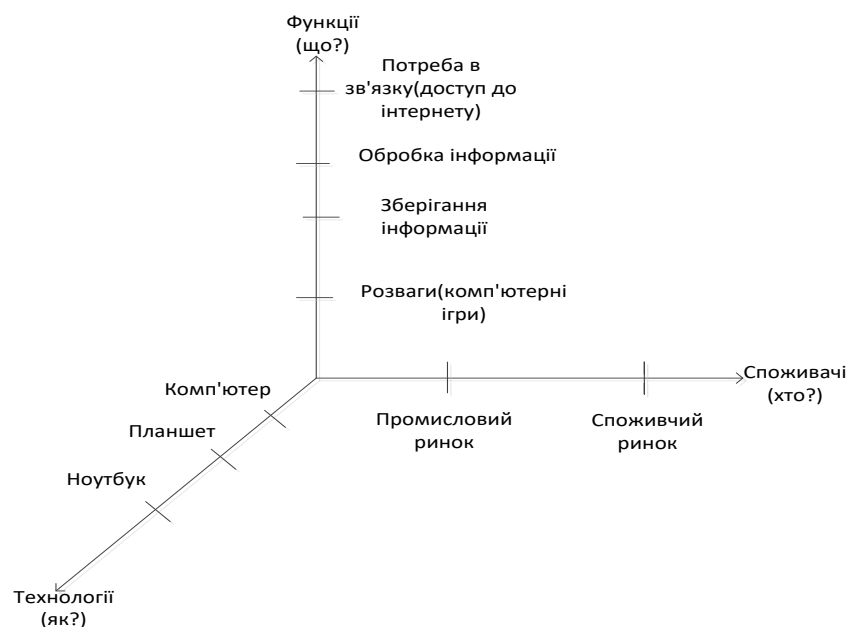 Функції
(що?)
Потреба в
зв'язку(доступ до
інтернету)
Обробка інформації
Зберігання
інформації
Розваги(комп'ютерні
ігри)
Споживачі
(хто?)
Комп'ютер
Промисловий
ринок
Споживчий
ринок
Планшет
Ноутбук
Технології
(як?)